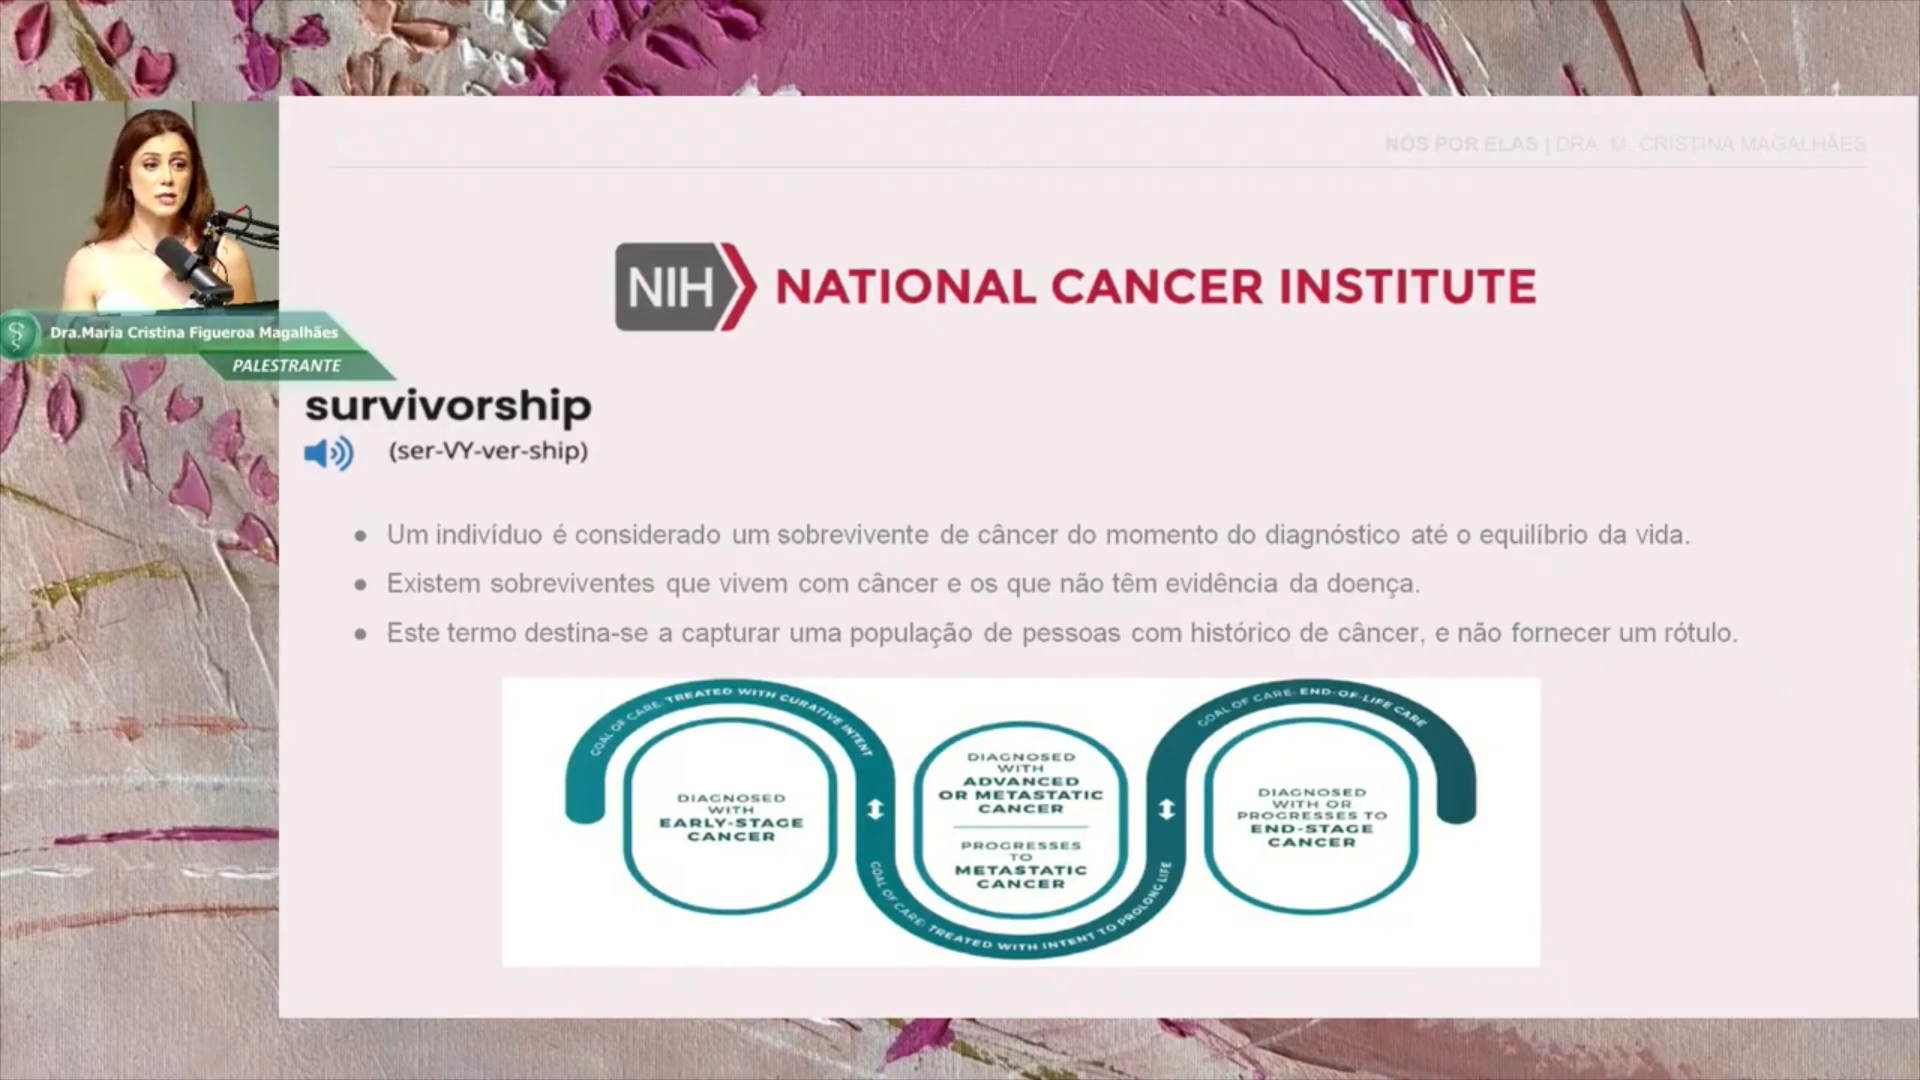 NÓS POR ELAS | DRA. M. CRISTINA MAGALHÃES
NIH NATIONAL CANCER INSTITUTE
Dra.Maria Cristina Figueroa Magalhães
PALESTRANTE
survivorship
(ser-VY-ver-ship)
• Um indivíduo é considerado um sobrevivente de câncer do momento do diagnóstico até o equilíbrio da vida.
• Existem sobreviventes que vivem com câncer e os que não têm evidência da doença.
• Este termo destina-se a capturar uma população de pessoas com histórico de câncer, e não fornecer um rótulo.
GOAL OF CARE: TREATED WITH CURATIVE INTENT
DIAGNOSED
WITH
EARLY-STAGE
CANCER
DIAGNOSED
WITH
ADVANCED
OR METASTATIC
CANCER
PROGRESSES
TO
METASTATIC
CANCER
GOAL OF CARE: TREATED WITH INTENT TO PROLONG LIFE
GOAL OF CARE: END-OF-LIFE CARE
DIAGNOSED
WITH OR
PROGRESSES TO
END-STAGE
CANCER